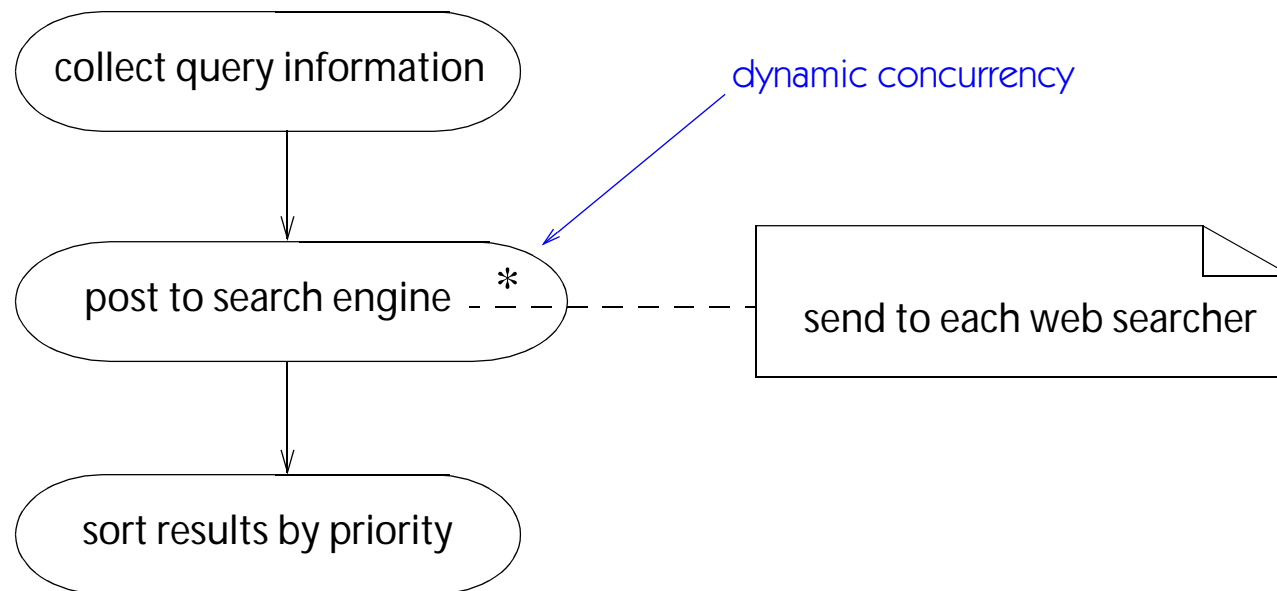 collect query information
dynamic concurrency
post to search engine *
send to each web searcher
sort results by priority